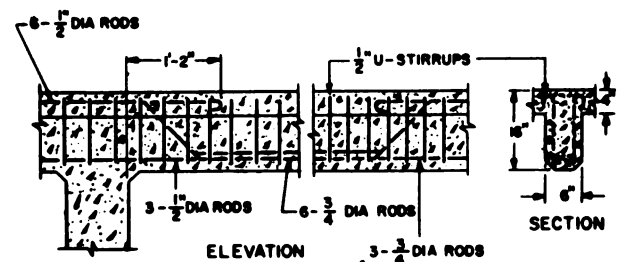 6-1/2" DIA RODS
1'-2"
1/2" U-STIRRUPS
4"
16"
6"
3-1/2" DIA RODS
6-3/4 DIA RODS
3-3/4 DIA RODS
SECTION
ELEVATION